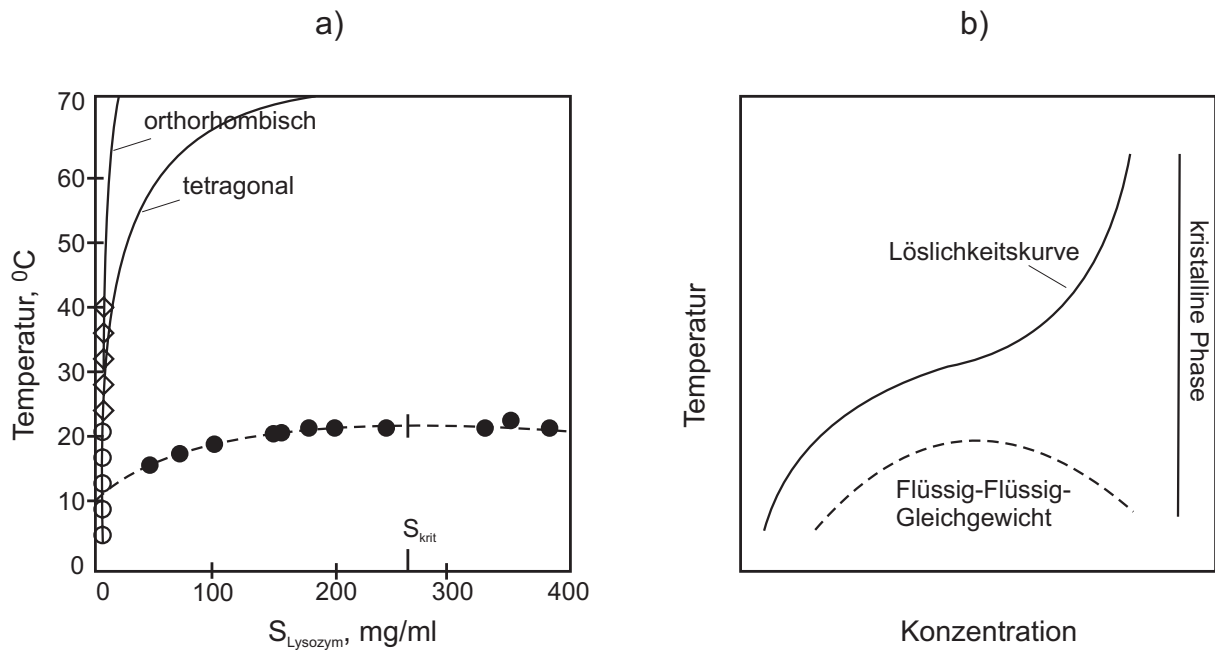 a)
70
60
50
40
30
20
10
0
Temperatur, ⁰C
orthorhombisch
tetragonal
S_krit
0 100 200 300 400
S_Lysozym, mg/ml
b)
Temperatur
Löslichkeitskurve
kristalline Phase
Flüssig-Flüssig-
Gleichgewicht
Konzentration